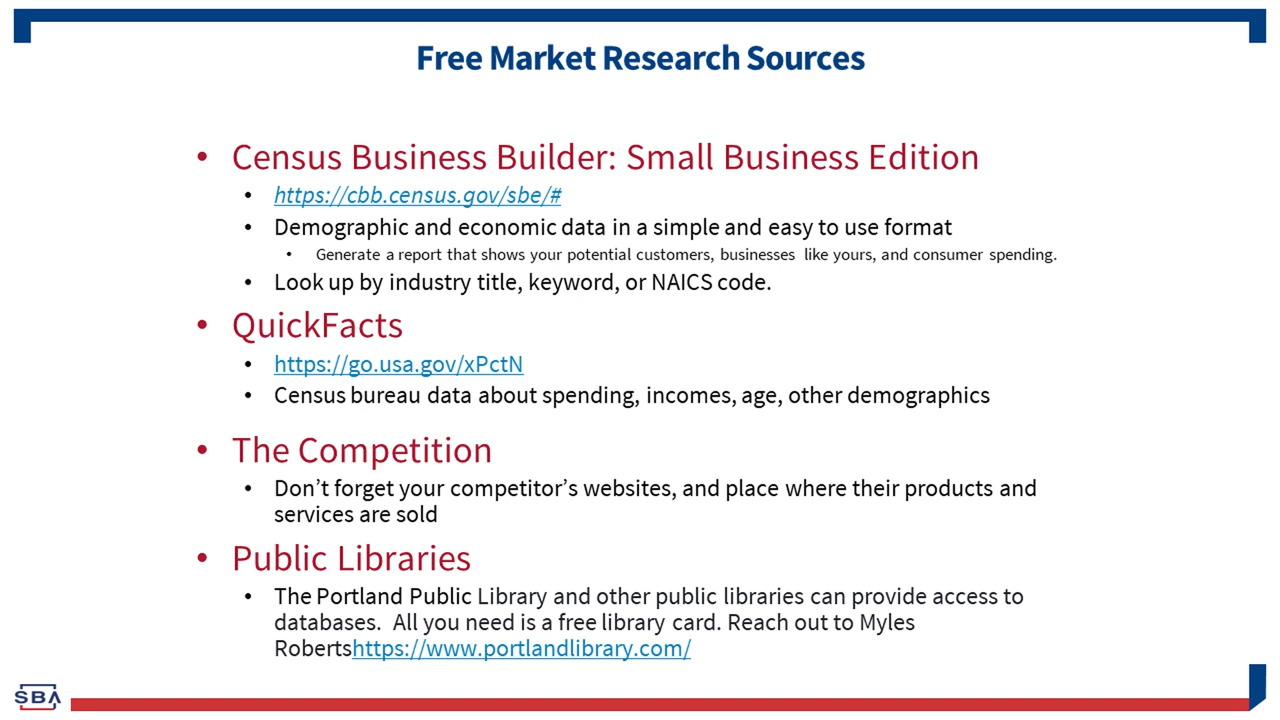 Free Market Research Sources
• Census Business Builder: Small Business Edition
• https://cbb.census.gov/sbe/#
• Demographic and economic data in a simple and easy to use format
• Generate a report that shows your potential customers, businesses like yours, and consumer spending.
• Look up by industry title, keyword, or NAICS code.
• QuickFacts
• https://go.usa.gov/xPctN
• Census bureau data about spending, incomes, age, other demographics
• The Competition
• Don’t forget your competitor’s websites, and place where their products and
services are sold
• Public Libraries
• The Portland Public Library and other public libraries can provide access to
databases.  All you need is a free library card. Reach out to Myles
Robertshttps://www.portlandlibrary.com/
SBA